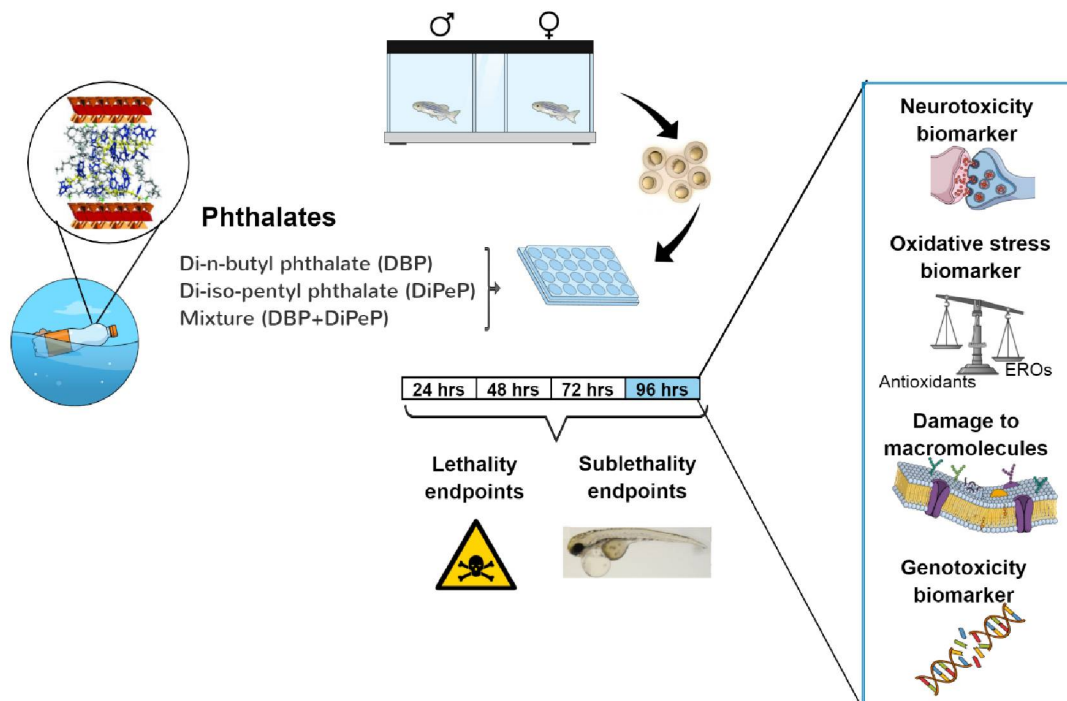 ♂ ♀
Phthalates
Di-n-butyl phthalate (DBP)
Di-iso-pentyl phthalate (DiPeP)
Mixture (DBP+DiPeP)
24 hrs 48 hrs 72 hrs 96 hrs
Lethality
endpoints
Sublethality
endpoints
Neurotoxicity
biomarker
Oxidative stress
biomarker
Antioxidants
EROs
Damage to
macromolecules
Genotoxicity
biomarker